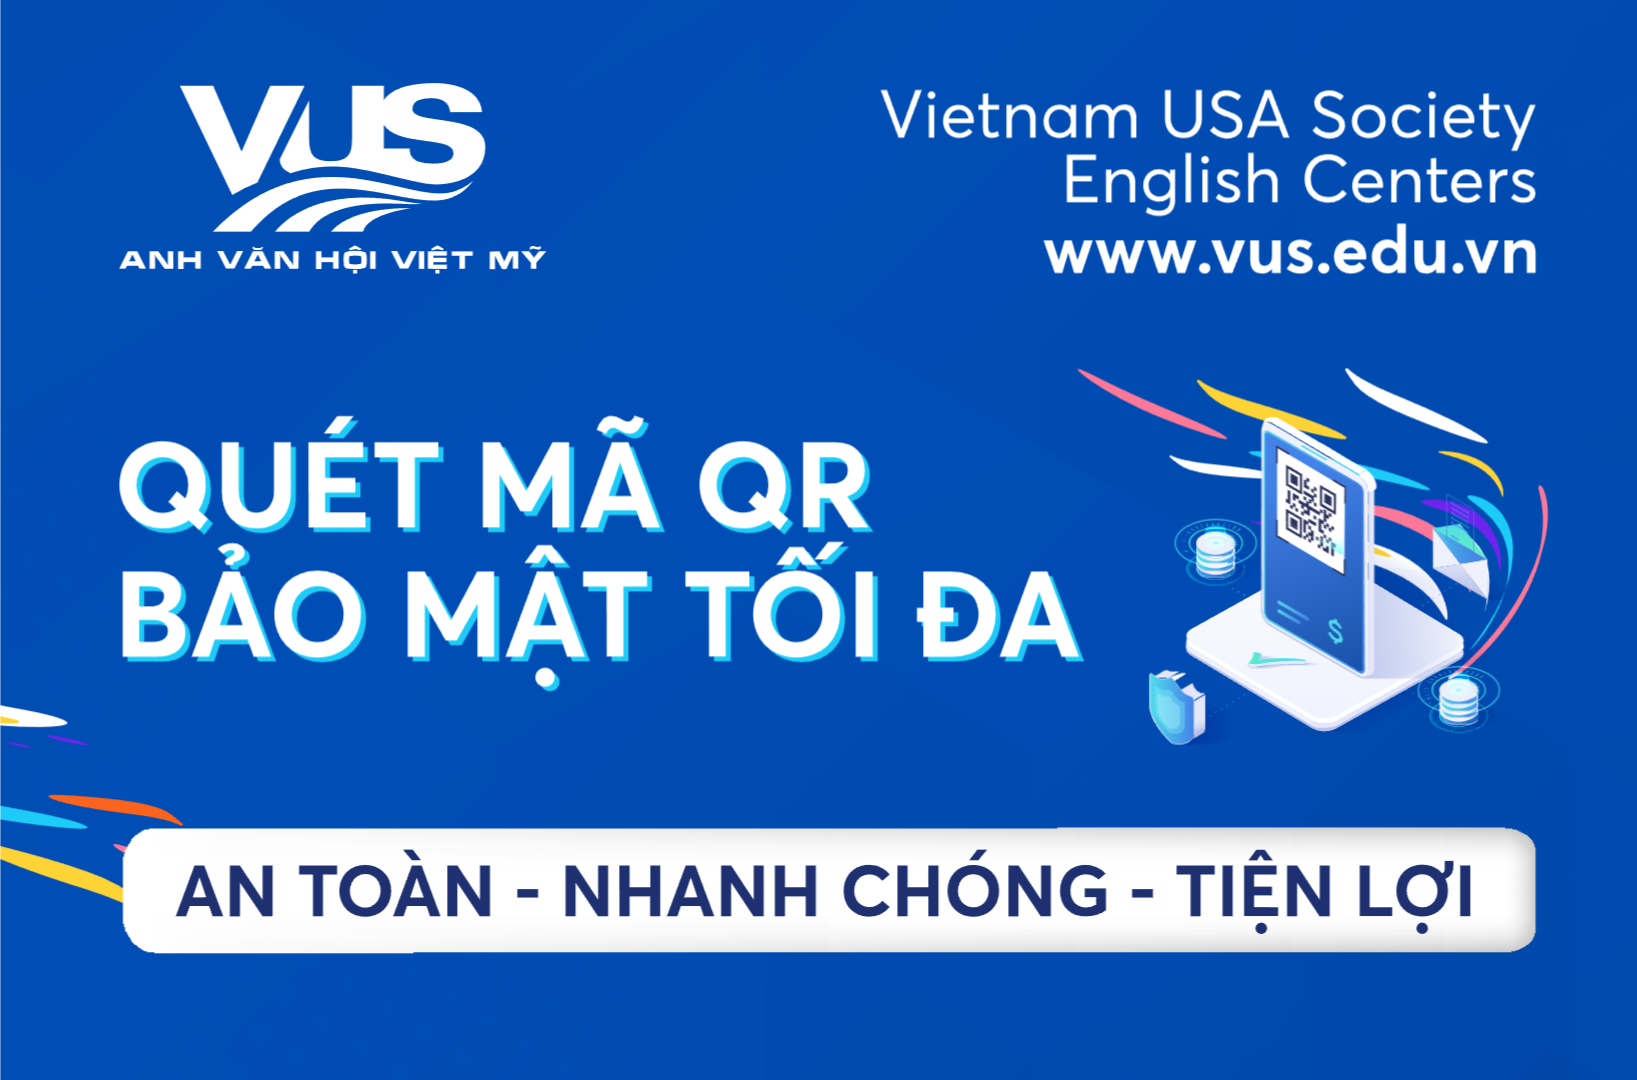 VUS
ANH VĂN HỘI VIỆT MỸ
Vietnam USA Society
English Centers
www.vus.edu.vn
QUÉT MÃ QR
BẢO MẬT TỐI ĐA
$
AN TOÀN - NHANH CHÓNG - TIỆN LỢI